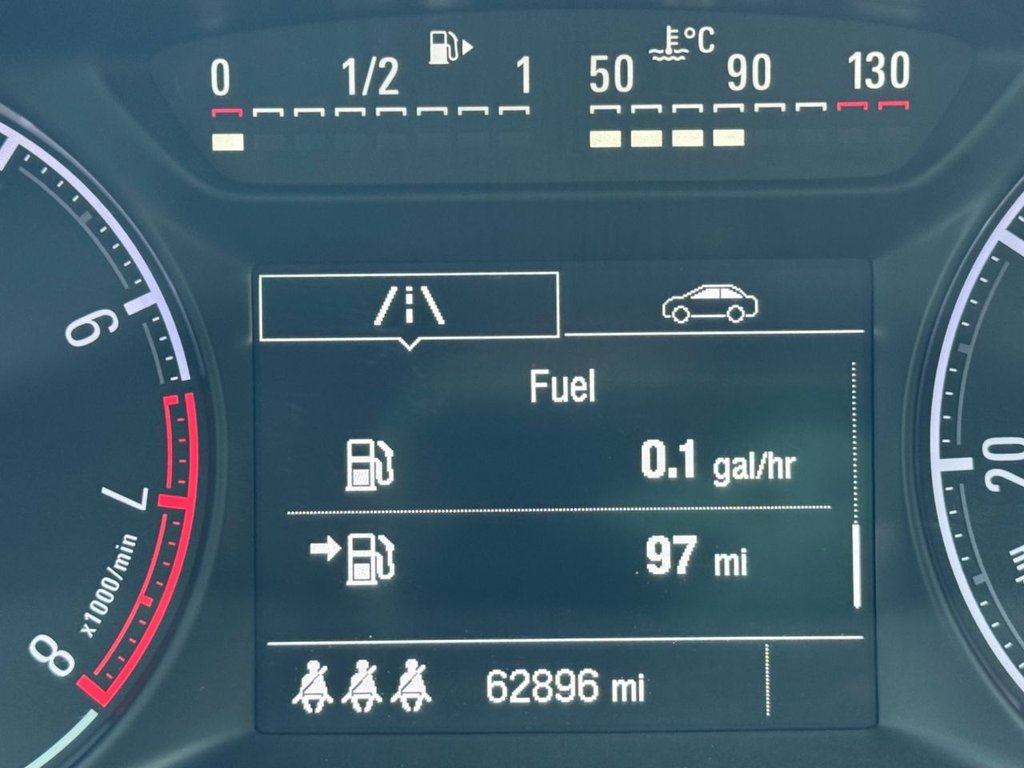 0 1/2 1
50 90 130
°C
Fuel
0.1 gal/hr
97 mi
62896 mi
6
7
8
x1000/min
20